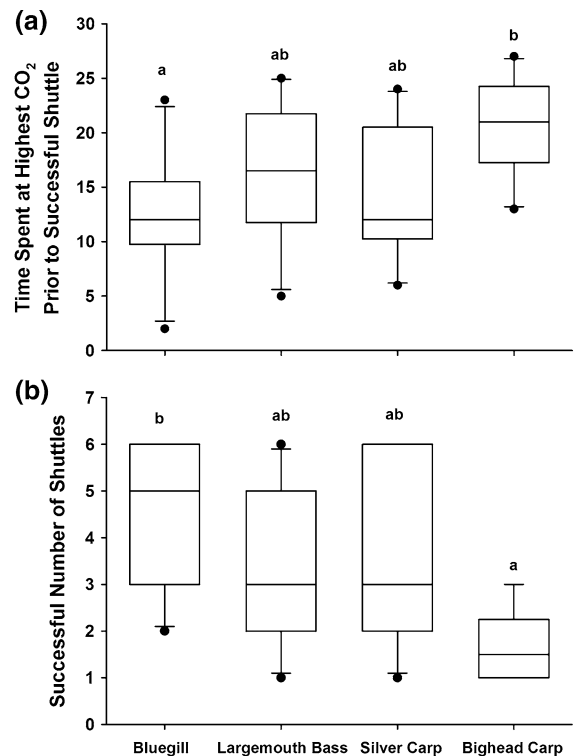 (a)
Time Spent at Highest CO2
Prior to Successful Shuttle
30
25
20
15
10
5
0
a
ab
ab
b
(b)
Successful Number of Shuttles
7
6
5
4
3
2
1
0
b
ab
ab
a
Bluegill Largemouth Bass Silver Carp Bighead Carp